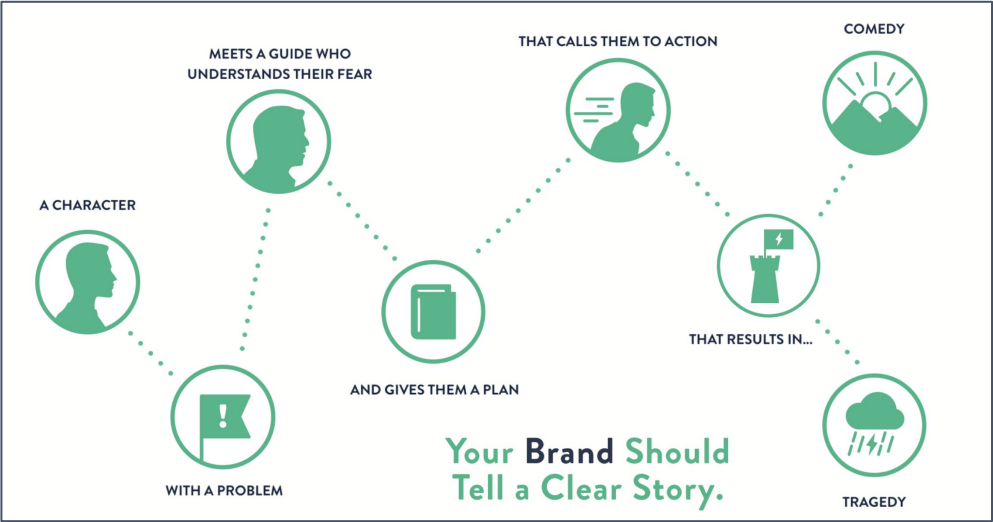 A CHARACTER
WITH A PROBLEM
MEETS A GUIDE WHO
UNDERSTANDS THEIR FEAR
AND GIVES THEM A PLAN
THAT CALLS THEM TO ACTION
THAT RESULTS IN...
COMEDY
TRAGEDY
Your Brand Should
Tell a Clear Story.